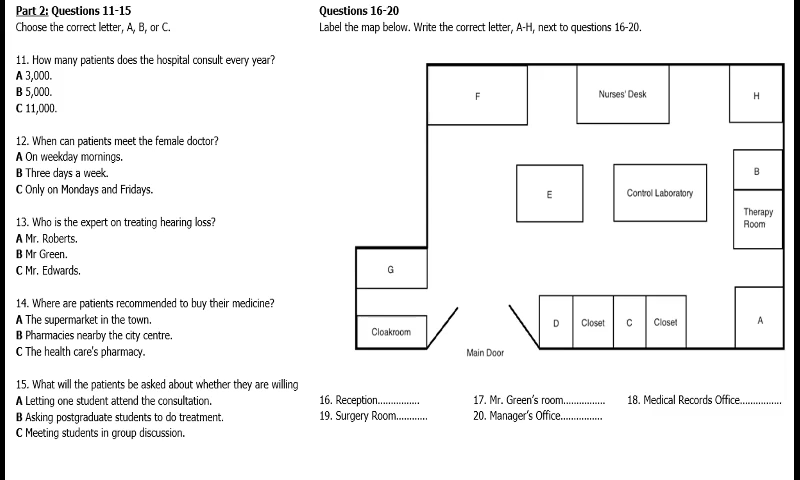 Part 2: Questions 11-15
Choose the correct letter, A, B, or C.
11. How many patients does the hospital consult every year?
A 3,000.
B 5,000.
C 11,000.
12. When can patients meet the female doctor?
A On weekday mornings.
B Three days a week.
C Only on Mondays and Fridays.
13. Who is the expert on treating hearing loss?
A Mr. Roberts.
B Mr Green.
C Mr. Edwards.
14. Where are patients recommended to buy their medicine?
A The supermarket in the town.
B Pharmacies nearby the city centre.
C The health care's pharmacy.
15. What will the patients be asked about whether they are willing
A Letting one student attend the consultation.
B Asking postgraduate students to do treatment.
C Meeting students in group discussion.
Questions 16-20
Label the map below. Write the correct letter, A-H, next to questions 16-20.
F
Nurses' Desk
H
E
Control Laboratory
B
Therapy
Room
G
Cloakroom
D
Closet
C
Closet
A
Main Door
16. Reception................ 17. Mr. Green's room................ 18. Medical Records Office................
19. Surgery Room............ 20. Manager's Office................